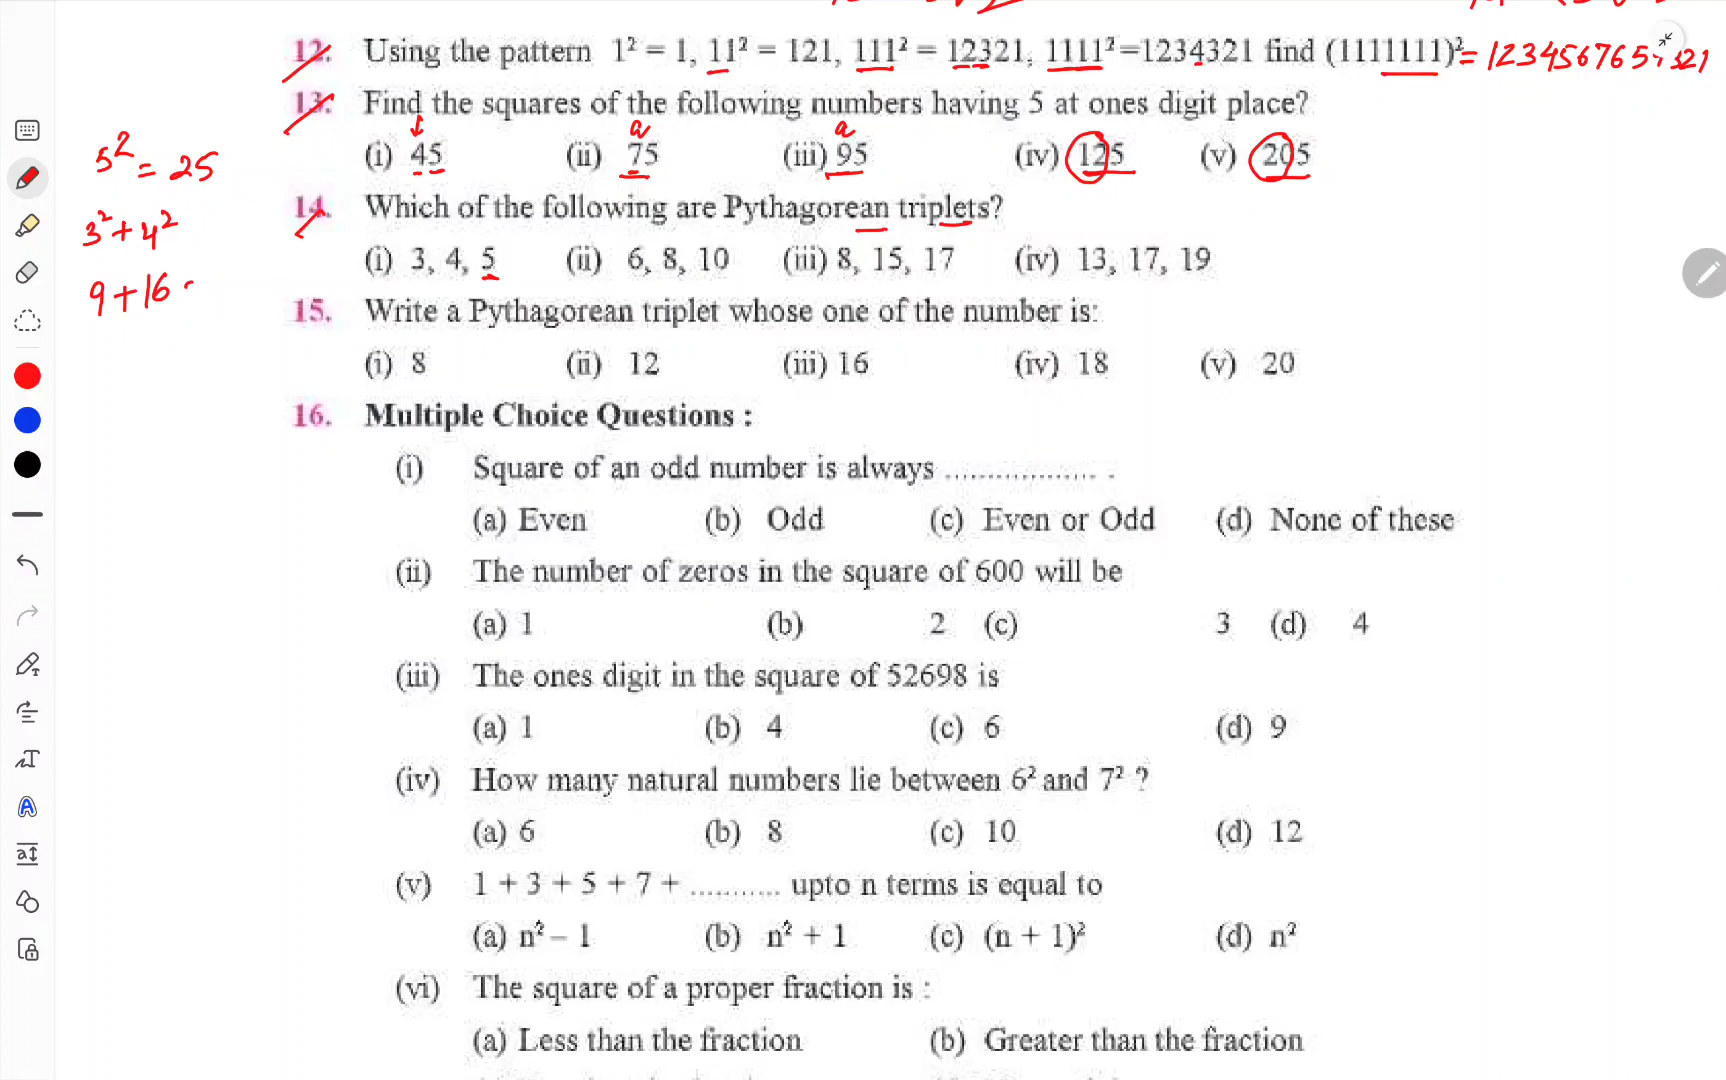 12. Using the pattern 1² = 1, 11² = 121, 111² = 12321, 1111² =1234321 find (1111111)² = 1234567654321
13. Find the squares of the following numbers having 5 at ones digit place?
a a
(i) 45 (ii) 75 (iii) 95 (iv) 125 (v) 205
5² = 25
14. Which of the following are Pythagorean triplets?
3² + 4²
(i) 3, 4, 5 (ii) 6, 8, 10 (iii) 8, 15, 17 (iv) 13, 17, 19
9 + 16
15. Write a Pythagorean triplet whose one of the number is:
(i) 8 (ii) 12 (iii) 16 (iv) 18 (v) 20
16. Multiple Choice Questions :
(i) Square of an odd number is always .................. .
(a) Even (b) Odd (c) Even or Odd (d) None of these
(ii) The number of zeros in the square of 600 will be
(a) 1 (b) 2 (c) 3 (d) 4
(iii) The ones digit in the square of 52698 is
(a) 1 (b) 4 (c) 6 (d) 9
(iv) How many natural numbers lie between 6² and 7² ?
(a) 6 (b) 8 (c) 10 (d) 12
(v) 1 + 3 + 5 + 7 + ........... upto n terms is equal to
(a) n² – 1 (b) n² + 1 (c) (n + 1)² (d) n²
(vi) The square of a proper fraction is :
(a) Less than the fraction (b) Greater than the fraction